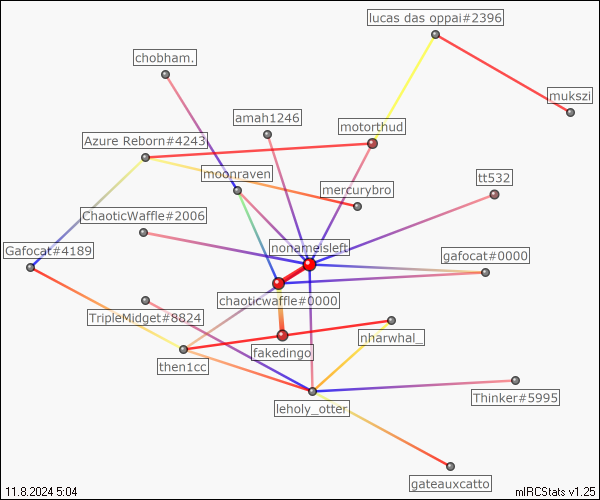 lucas das oppai#2396
chobham.
mukszi
amah1246
motorthud
Azure Reborn#4243
moonraven
tt532
mercurybro
ChaoticWaffle#2006
nonameisleft
Gafocat#4189
gafocat#0000
chaoticwaffle#0000
TripleMidget#8824
nharwhal_
fakedingo
then1cc
Thinker#5995
leholy_otter
gateauxcatto
11.8.2024 5:04
mIRCStats v1.25